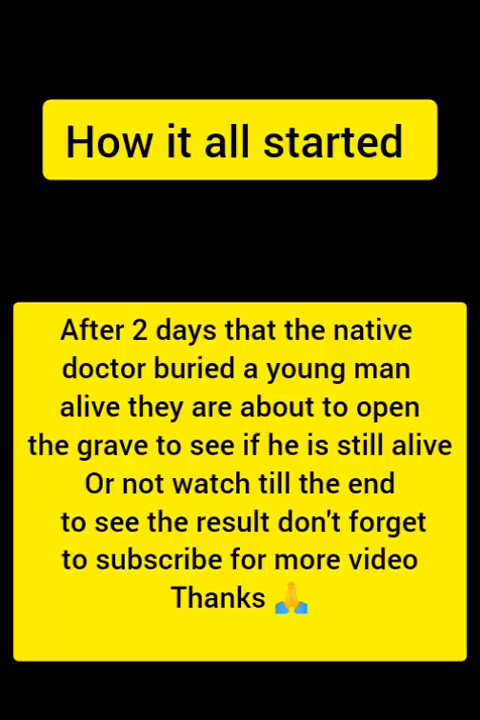 How it all started
After 2 days that the native
doctor buried a young man
alive they are about to open
the grave to see if he is still alive
Or not watch till the end
to see the result don't forget
to subscribe for more video
Thanks 🙏